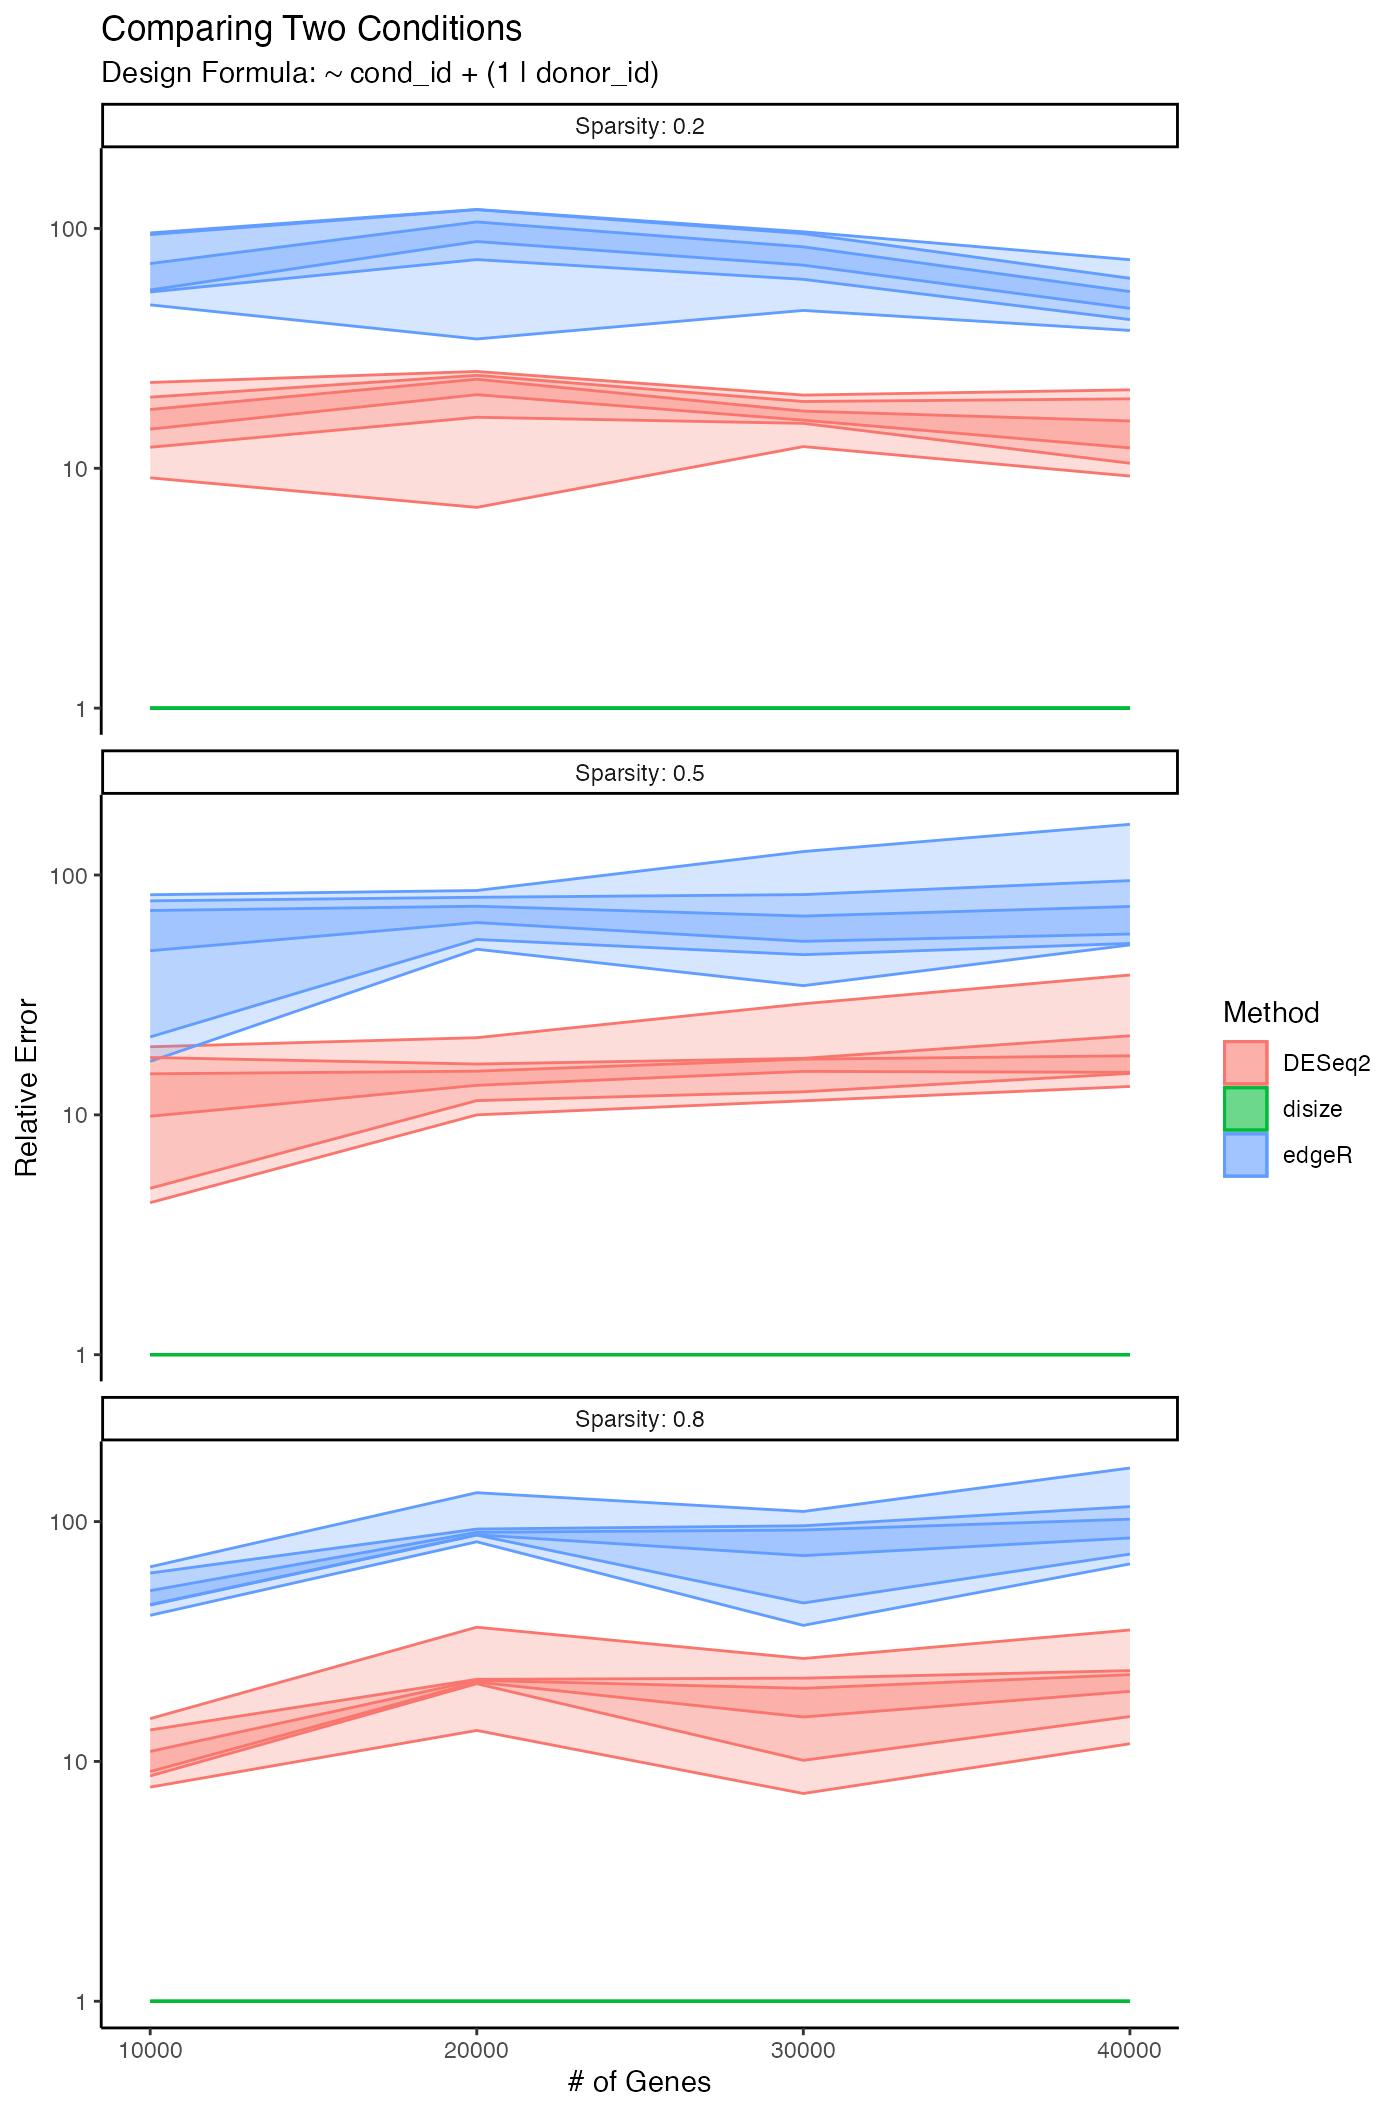 Comparing Two Conditions
Design Formula: ~ cond_id + (1 | donor_id)
Sparsity: 0.2
100
10
1
Sparsity: 0.5
100
10
1
Sparsity: 0.8
100
10
1
10000 20000 30000 40000
# of Genes
Relative Error
Method
DESeq2
disize
edgeR